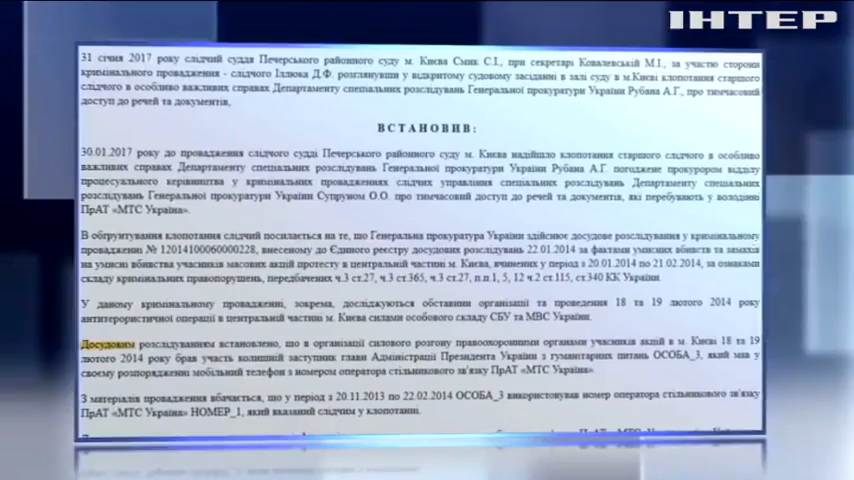 ІНТЕР
31 січня 2017 року слідчий суддя Печерського районного суду м. Києва Смик С.І., при секретарі Ковалевській М.І., за участю сторони
кримінального провадження - слідчого Іллюка Д.Ф. розглянувши у відкритому судовому засіданні в залі суду в м.Києві клопотання старшого
слідчого в особливо важливих справах Департаменту спеціальних розслідувань Генеральної прокуратури України Рубана А.Г., про тимчасовий
доступ до речей та документів,
ВСТАНОВИВ:
30.01.2017 року до провадження слідчого судді Печерського районного суду м. Києва надійшло клопотання старшого слідчого в особливо
важливих справах Департаменту спеціальних розслідувань Генеральної прокуратури України Рубана А.Г. погоджене прокурором відділу
процесуального керівництва у кримінальних провадженнях слідчих управління спеціальних розслідувань Департаменту спеціальних
розслідувань Генеральної прокуратури України Супруном О.О. про тимчасовий доступ до речей та документів, які перебувають у володінні
ПрАТ «МТС Україна».
В обґрунтування клопотання слідчий посилається на те, що Генеральна прокуратура України здійснює досудове розслідування у кримінальному
провадженні № 12014100060000228, внесеному до Єдиного реєстру досудових розслідувань 22.01.2014 за фактами умисних вбивств та замахів
на умисні вбивства учасників масових акцій протесту в центральній частині м. Києва, вчинених у період з 20.01.2014 по 21.02.2014, за ознаками
складу кримінальних правопорушень, передбачених ч.3 ст.27, ч.3 ст.365, ч.3 ст.27, п.п.1, 5, 12 ч.2 ст.115, ст.340 КК України.
У даному кримінальному провадженні, зокрема, досліджуються обставини організації та проведення 18 та 19 лютого 2014 року
антитерористичної операції в центральній частині м. Києва силами особового складу СБУ та МВС України.
Досудовим розслідуванням встановлено, що в організації силового розгону правоохоронними органами учасників акцій в м. Києві 18 та 19
лютого 2014 року брав участь колишній заступник глави Адміністрації Президента України з гуманітарних питань ОСОБА_3, який мав у
своєму розпорядженні мобільний телефон з номером оператора стільникового зв'язку ПрАТ «МТС Україна».
З матеріалів провадження вбачається, що у період з 20.11.2013 по 22.02.2014 ОСОБА_3 використовував номер оператора стільникового зв'язку
ПрАТ «МТС Україна» НОМЕР_1, який вказаний слідчим у клопотанні.